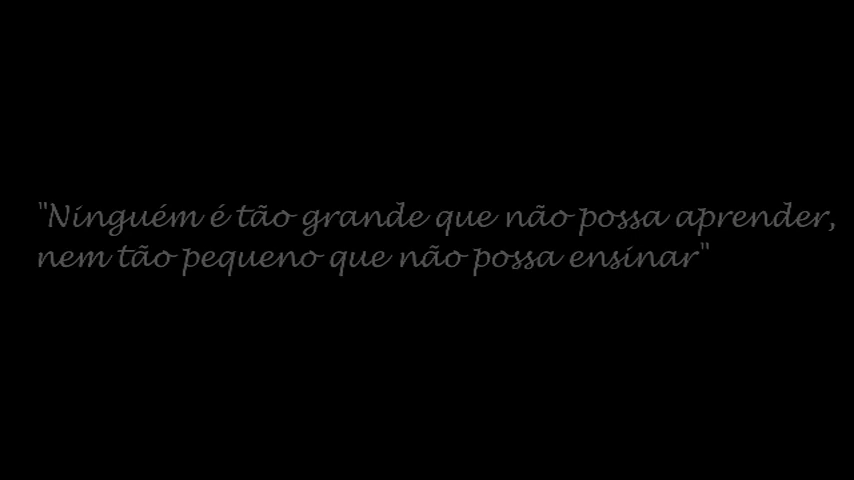 "Ninguém é tão grande que não possa aprender,
nem tão pequeno que não possa ensinar"